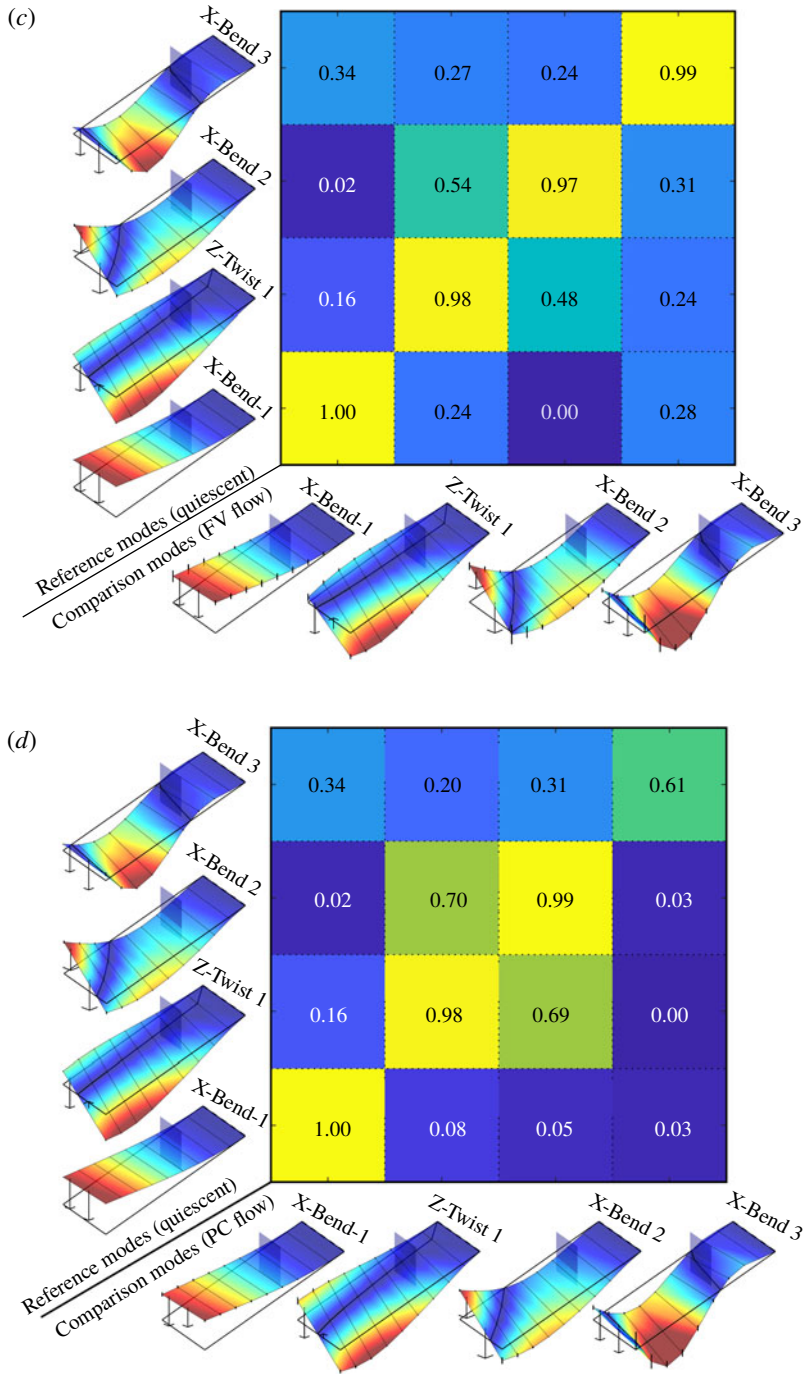 (c)
X-Bend 3
X-Bend 2
Z-Twist 1
X-Bend-1
0.34 0.27 0.24 0.99
0.02 0.54 0.97 0.31
0.16 0.98 0.48 0.24
1.00 0.24 0.00 0.28
Reference modes (quiescent)
Comparison modes (FV flow)
X-Bend-1
Z-Twist 1
X-Bend 2
X-Bend 3
(d)
X-Bend 3
X-Bend 2
Z-Twist 1
X-Bend-1
0.34 0.20 0.31 0.61
0.02 0.70 0.99 0.03
0.16 0.98 0.69 0.00
1.00 0.08 0.05 0.03
Reference modes (quiescent)
Comparison modes (PC flow)
X-Bend-1
Z-Twist 1
X-Bend 2
X-Bend 3